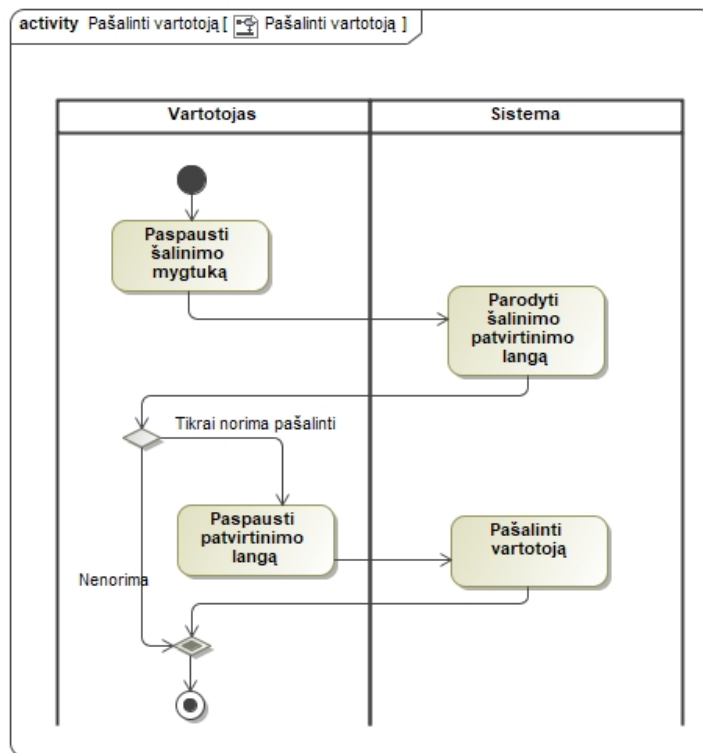 activity Pašalinti vartotoją [ Pašalinti vartotoją ]
Vartotojas
Sistema
Paspausti
šalinimo
mygtuką
Parodyti
šalinimo
patvirtinimo
langą
Tikrai norima pašalinti
Paspausti
patvirtinimo
langą
Pašalinti
vartotoją
Nenorima